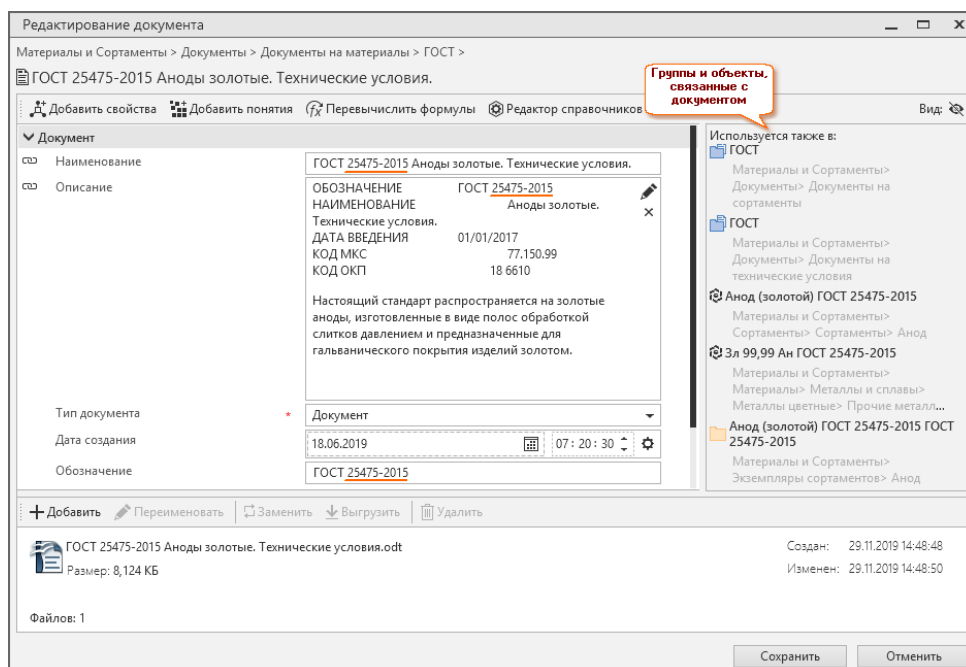 Редактирование документа
Материалы и Сортаменты > Документы > Документы на материалы > ГОСТ >
ГОСТ 25475-2015 Аноды золотые. Технические условия.
Группы и объекты,
связанные с
документом
Добавить свойства Добавить понятия Перевычислить формулы Редактор справочников Вид:
Документ
Наименование ГОСТ 25475-2015 Аноды золотые. Технические условия.
Описание ОБОЗНАЧЕНИЕ ГОСТ 25475-2015
НАИМЕНОВАНИЕ Аноды золотые.
Технические условия.
ДАТА ВВЕДЕНИЯ 01/01/2017
КОД МКС 77.150.99
КОД ОКП 18 6610
Настоящий стандарт распространяется на золотые
аноды, изготовленные в виде полос обработкой
слитков давлением и предназначенные для
гальванического покрытия изделий золотом.
Тип документа * Документ
Дата создания 18.06.2019 07 : 20 : 30
Обозначение ГОСТ 25475-2015
Используется также в:
ГОСТ
Материалы и Сортаменты>
Документы> Документы на
сортаменты
ГОСТ
Материалы и Сортаменты>
Документы> Документы на
технические условия
Анод (золотой) ГОСТ 25475-2015
Материалы и Сортаменты>
Сортаменты> Сортаменты> Анод
Зл 99,99 Ан ГОСТ 25475-2015
Материалы и Сортаменты>
Материалы> Металлы и сплавы>
Металлы цветные> Прочие металл...
Анод (золотой) ГОСТ 25475-2015 ГОСТ
25475-2015
Материалы и Сортаменты>
Экземпляры сортаментов> Анод
Добавить Переименовать Заменить Выгрузить Удалить
ГОСТ 25475-2015 Аноды золотые. Технические условия.odt Создан: 29.11.2019 14:48:48
Размер: 8,124 КБ Изменен: 29.11.2019 14:48:50
Файлов: 1
Сохранить Отменить